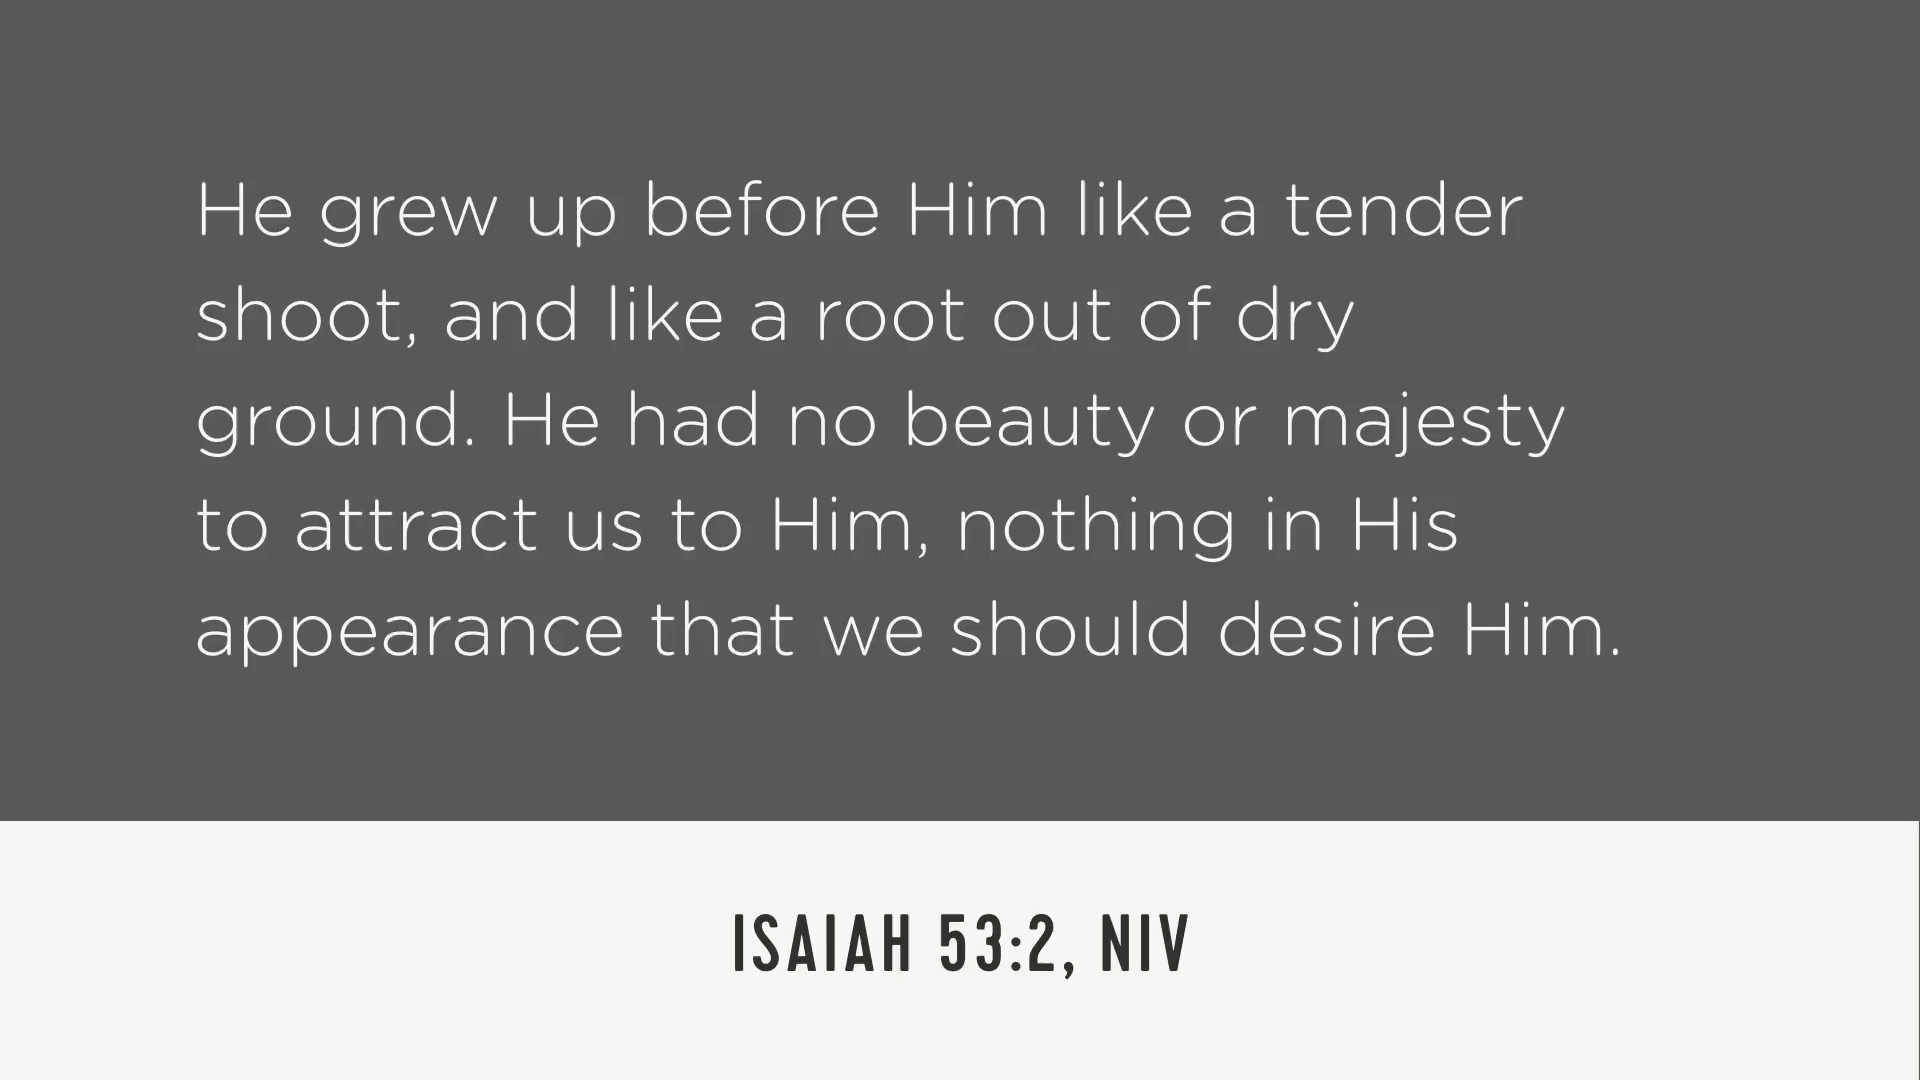 He grew up before Him like a tender
shoot, and like a root out of dry
ground. He had no beauty or majesty
to attract us to Him, nothing in His
appearance that we should desire Him.
ISAIAH 53:2, NIV